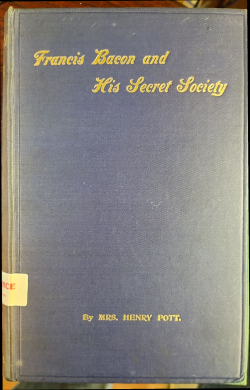 Francis Bacon and
His Secret Society
By MRS. HENRY POTT.